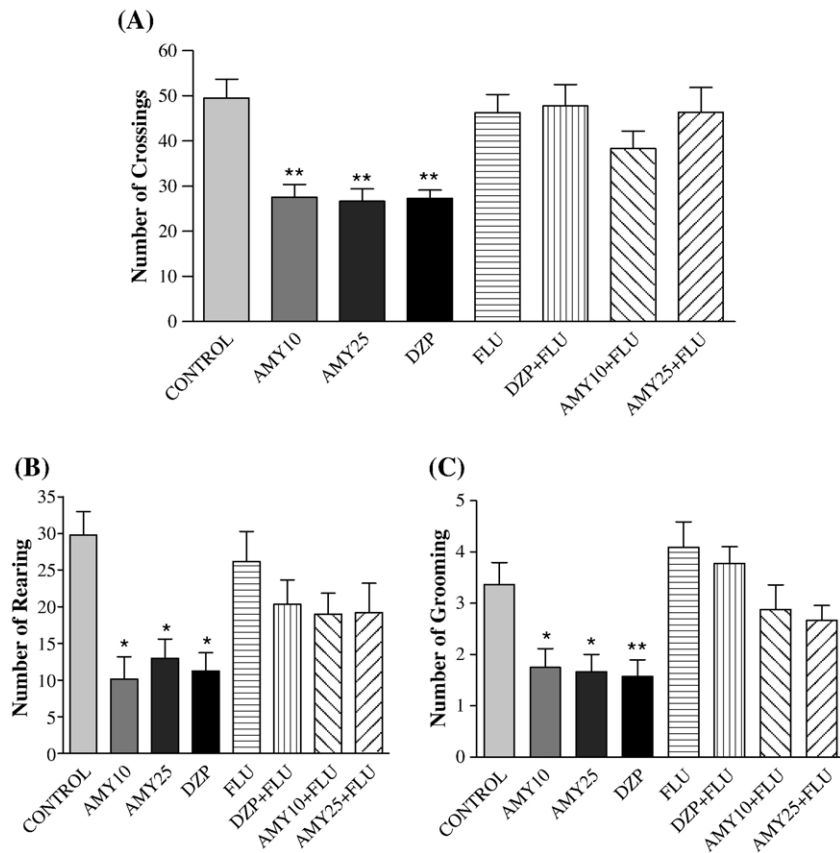 (A)
Number of Crossings
60
50
40
30
20
10
0
** ** **
CONTROL AMY10 AMY25 DZP FLU DZP+FLU AMY10+FLU AMY25+FLU
(B)
Number of Rearing
35
30
25
20
15
10
5
0
* * *
CONTROL AMY10 AMY25 DZP FLU DZP+FLU AMY10+FLU AMY25+FLU
(C)
Number of Grooming
5
4
3
2
1
0
* * **
CONTROL AMY10 AMY25 DZP FLU DZP+FLU AMY10+FLU AMY25+FLU